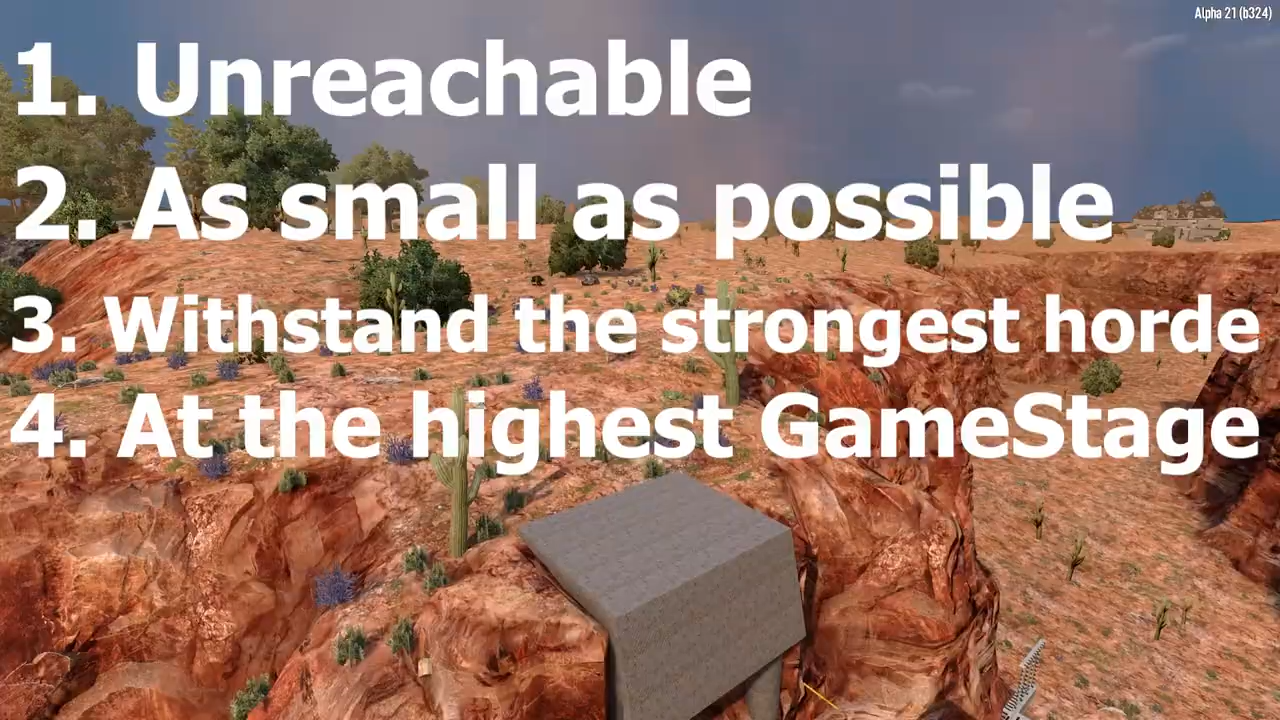 Alpha 21 (b324)
1. Unreachable
2. As small as possible
3. Withstand the strongest horde
4. At the highest GameStage